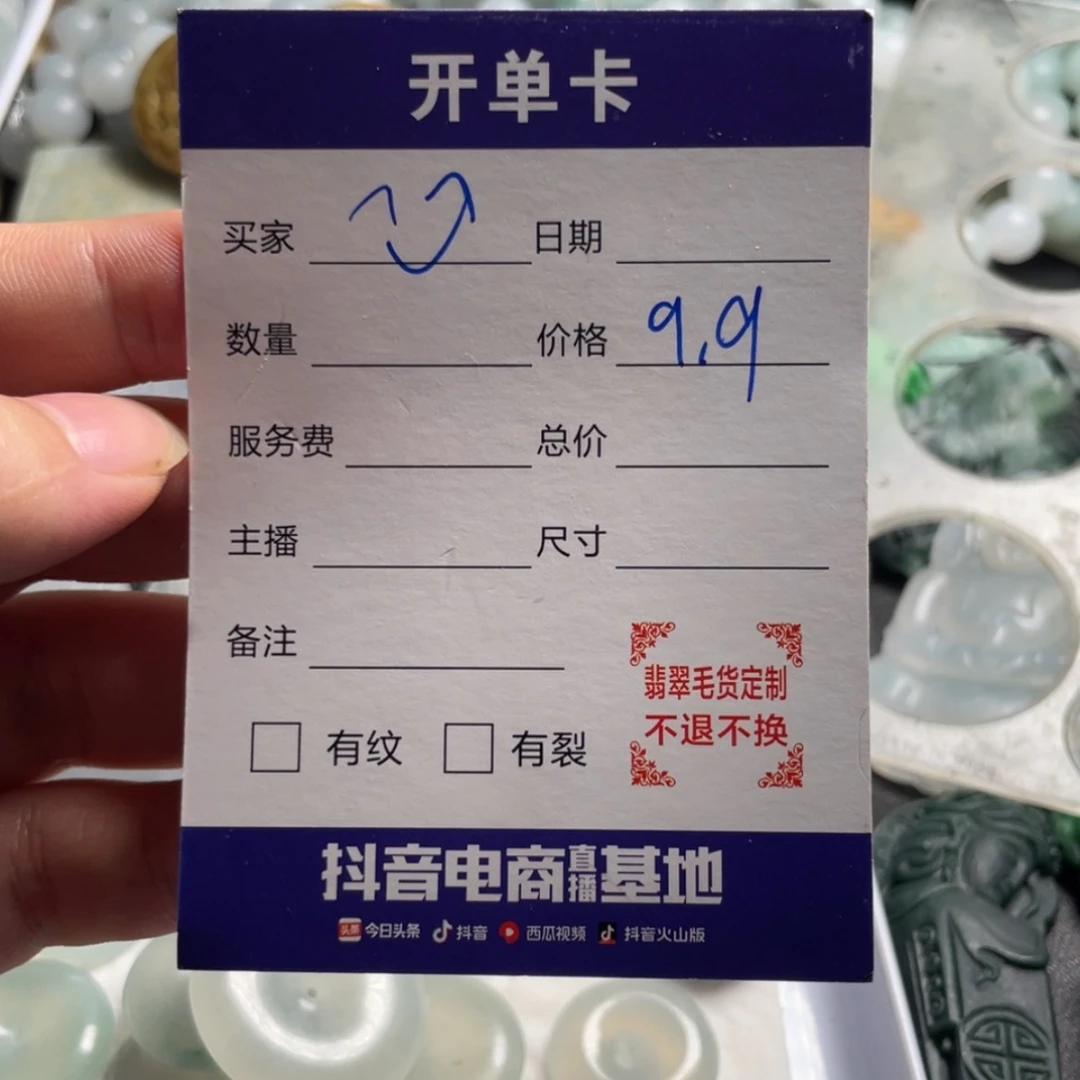 开单卡
买家 日期
数量 价格 9.9
服务费 总价
主播 尺寸
备注
翡翠毛货定制
不退不换
有纹 有裂
抖音电商直播基地
头条 今日头条 抖音 西瓜视频 抖音火山版